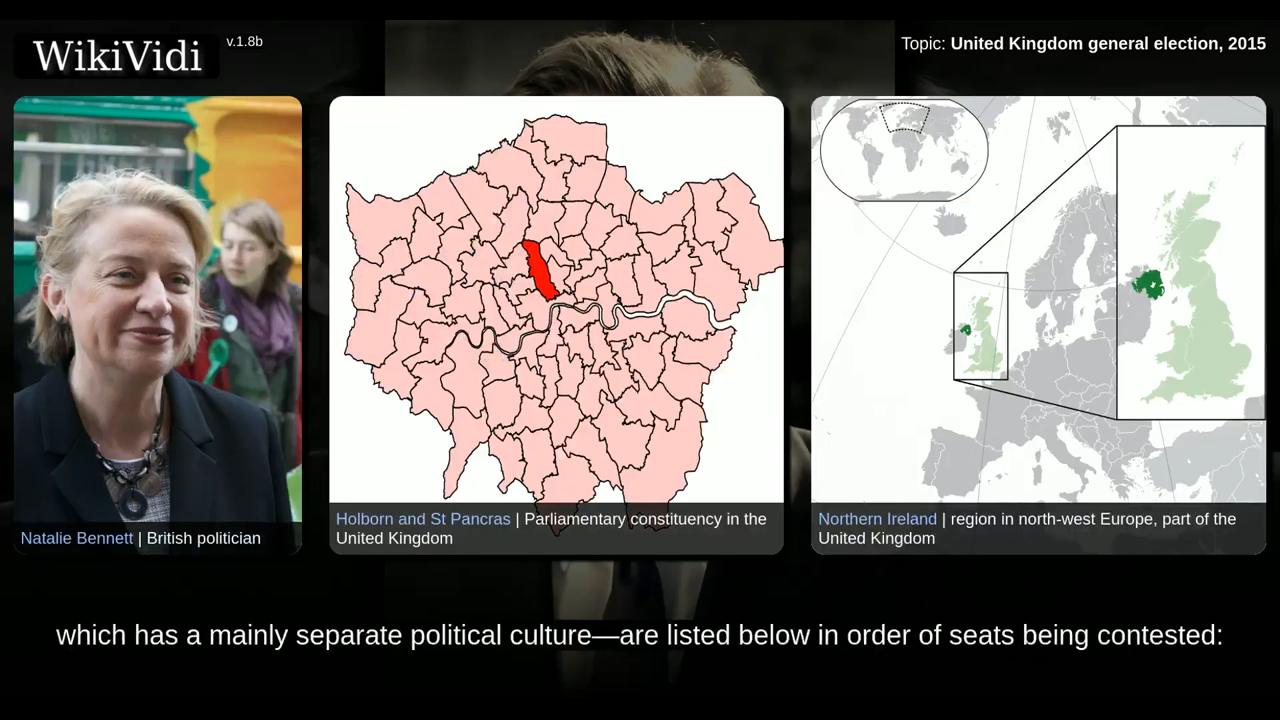 WikiVidi
v.1.8b
Topic: United Kingdom general election, 2015
Natalie Bennett | British politician
Holborn and St Pancras | Parliamentary constituency in the
United Kingdom
Northern Ireland | region in north-west Europe, part of the
United Kingdom
which has a mainly separate political culture—are listed below in order of seats being contested: